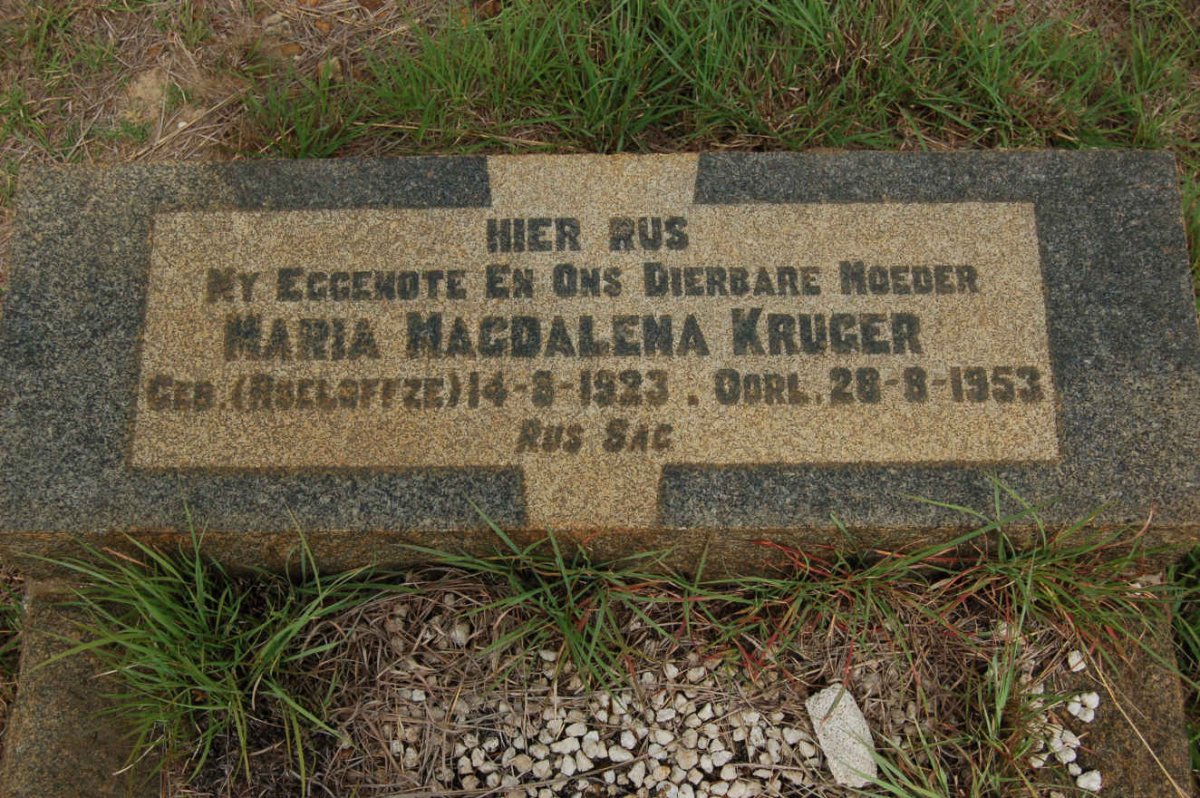 HIER RUS
MY EGGENOTE EN ONS DIERBARE MOEDER
MARIA MAGDALENA KRUGER
GEB. (ROELOFFZE) 14-8-1923 . OORL. 28-8-1953
RUS SAG